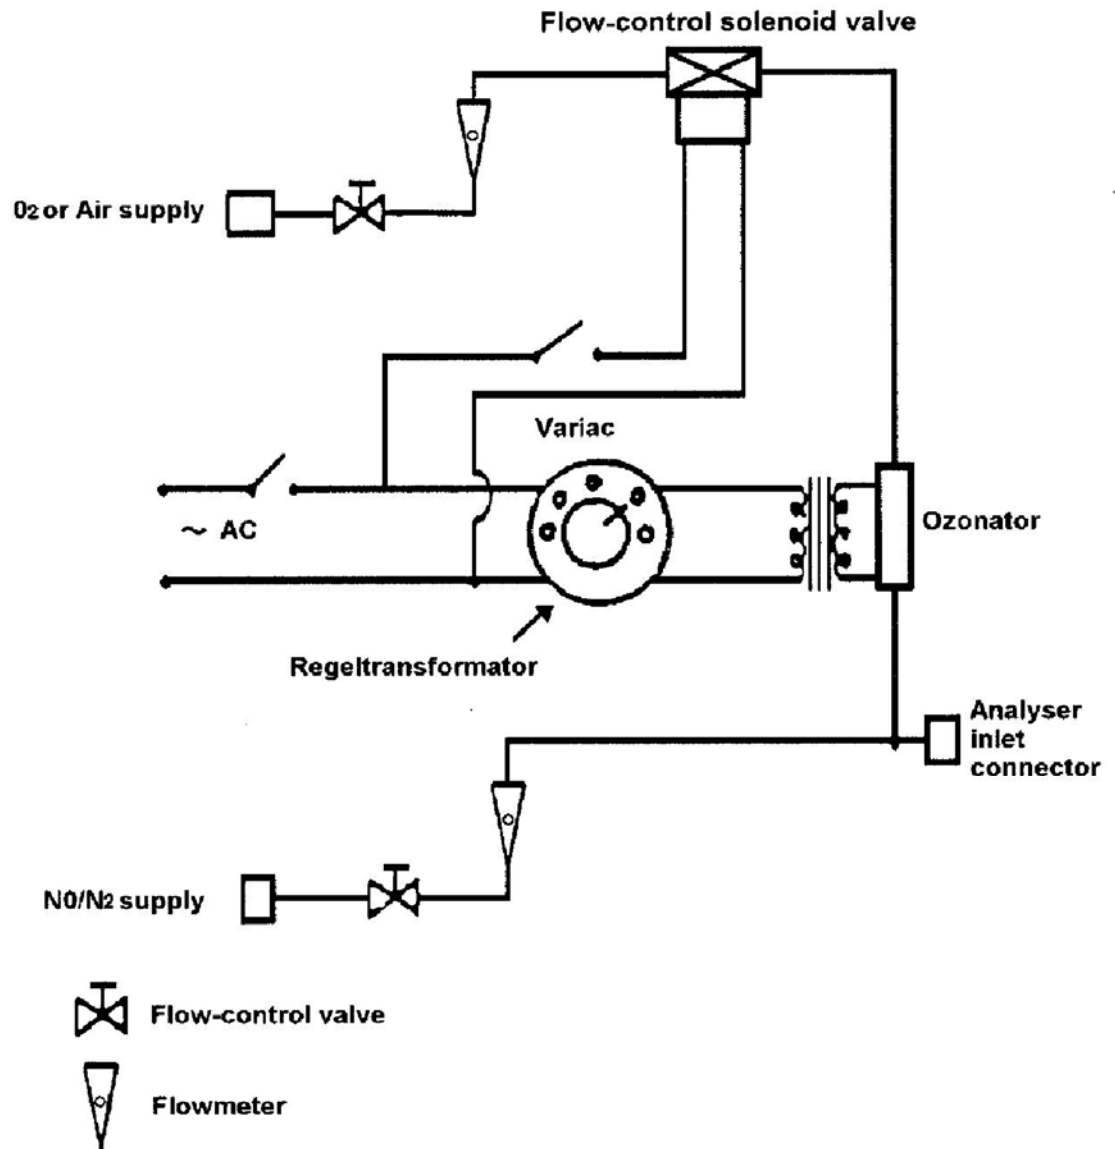 Flow-control solenoid valve
02 or Air supply
Variac
~ AC
Ozonator
Regeltransformator
Analyser
inlet
connector
N0/N2 supply
Flow-control valve
Flowmeter